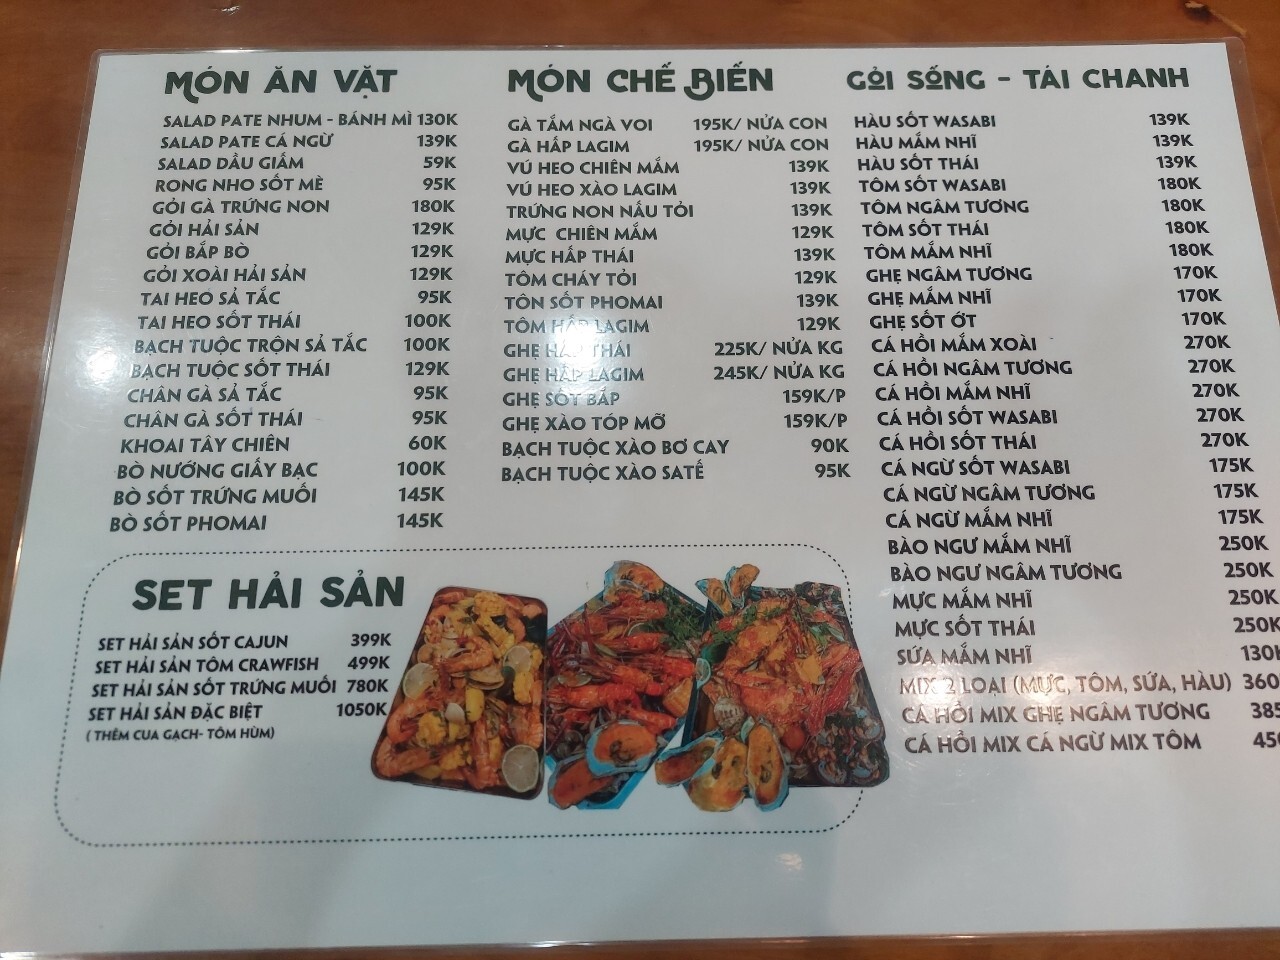 MÓN ĂN VẶT
SALAD PATE NHUM - BÁNH MÌ 130K
SALAD PATE CÁ NGỪ 139K
SALAD DẦU GIẤM 59K
RONG NHO SỐT MÈ 95K
GỎI GÀ TRỨNG NON 180K
GỎI HẢI SẢN 129K
GỎI BẮP BÒ 129K
GỎI XOÀI HẢI SẢN 129K
TAI HEO SẢ TẮC 95K
TAI HEO SỐT THÁI 100K
BẠCH TUỘC TRỘN SẢ TẮC 100K
BẠCH TUỘC SỐT THÁI 129K
CHÂN GÀ SẢ TẮC 95K
CHÂN GÀ SỐT THÁI 95K
KHOAI TÂY CHIÊN 60K
BÒ NƯỚNG GIẤY BẠC 100K
BÒ SỐT TRỨNG MUỐI 145K
BÒ SỐT PHOMAI 145K
MÓN CHẾ BIẾN
GÀ TẮM NGÀ VOI 195K/ NỬA CON
GÀ HẤP LAGIM 195K/ NỬA CON
VÚ HEO CHIÊN MẮM 139K
VÚ HEO XÀO LAGIM 139K
TRỨNG NON NẤU TỎI 139K
MỰC CHIÊN MẮM 129K
MỰC HẤP THÁI 139K
TÔM CHÁY TỎI 129K
TÔN SỐT PHOMAI 139K
TÔM HẤP LAGIM 129K
GHẸ HẤP THÁI 225K/ NỬA KG
GHẸ HẤP LAGIM 245K/ NỬA KG
GHẸ SỐT BẮP 159K/P
GHẸ XÀO TÓP MỠ 159K/P
BẠCH TUỘC XÀO BƠ CAY 90K
BẠCH TUỘC XÀO SATẾ 95K
GỎI SỐNG - TÁI CHANH
HÀU SỐT WASABI 139K
HÀU MẮM NHĨ 139K
HÀU SỐT THÁI 139K
TÔM SỐT WASABI 180K
TÔM NGÂM TƯƠNG 180K
TÔM SỐT THÁI 180K
TÔM MẮM NHĨ 180K
GHẸ NGÂM TƯƠNG 170K
GHẸ MẮM NHĨ 170K
GHẸ SỐT ỚT 170K
CÁ HỒI MẮM XOÀI 270K
CÁ HỒI NGÂM TƯƠNG 270K
CÁ HỒI MẮM NHĨ 270K
CÁ HỒI SỐT WASABI 270K
CÁ HỒI SỐT THÁI 270K
CÁ NGỪ SỐT WASABI 175K
CÁ NGỪ NGÂM TƯƠNG 175K
CÁ NGỪ MẮM NHĨ 175K
BÀO NGƯ MẮM NHĨ 250K
BÀO NGƯ NGÂM TƯƠNG 250K
MỰC MẮM NHĨ 250K
MỰC SỐT THÁI 250K
SỨA MẮM NHĨ 130K
MIX 2 LOẠI (MỰC, TÔM, SỨA, HÀU) 360
CÁ HỒI MIX GHẸ NGÂM TƯƠNG 385
CÁ HỒI MIX CÁ NGỪ MIX TÔM 450
SET HẢI SẢN
SET HẢI SẢN SỐT CAJUN 399K
SET HẢI SẢN TÔM CRAWFISH 499K
SET HẢI SẢN SỐT TRỨNG MUỐI 780K
SET HẢI SẢN ĐẶC BIỆT 1050K
( THÊM CUA GẠCH- TÔM HÙM)